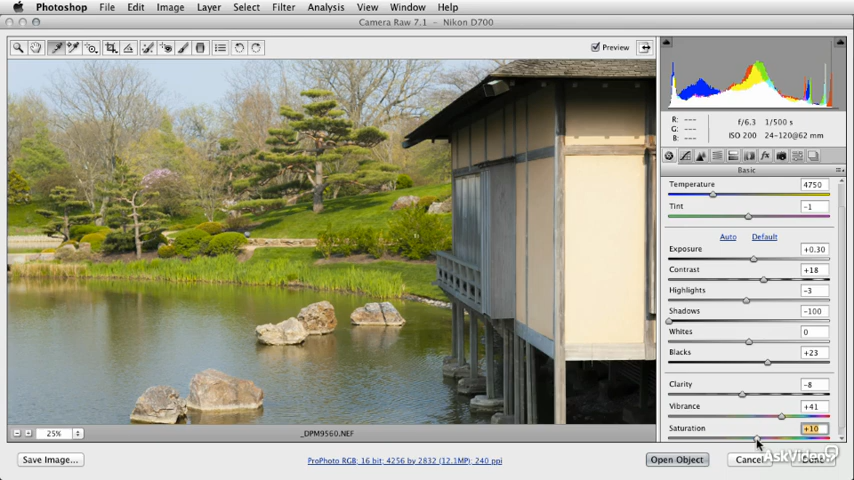 Photoshop File Edit Image Layer Select Filter Analysis View Window Help
Camera Raw 7.1 - Nikon D700
Preview
R: ---
G: ---
B: ---
f/6.3 1/500 s
ISO 200 24-120@62 mm
Basic
Temperature 4750
Tint -1
Auto Default
Exposure +0.30
Contrast +18
Highlights -3
Shadows -100
Whites 0
Blacks +23
Clarity -8
Vibrance +41
Saturation +10
25%
_DPM9560.NEF
Save Image...
ProPhoto RGB; 16 bit; 4256 by 2832 (12.1MP); 240 ppi
Open Object
Cancel
Done
AskVideo